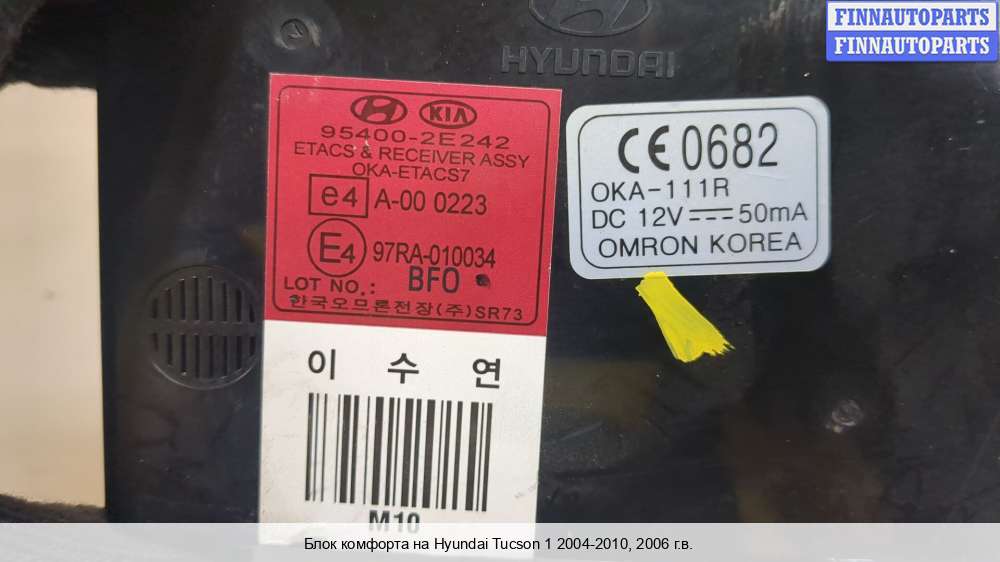 FINNAUTOPARTS
FINNAUTOPARTS
HYUNDAI
KIA
95400-2E242
ETACS & RECEIVER ASSY
OKA-ETACS7
e4 A-00 0223
E4 97RA-010034
LOT NO.: BFO
한국오므론전장(주)SR73
이 수 연
M10
CE 0682
OKA-111R
DC 12V 50mA
OMRON KOREA
Блок комфорта на Hyundai Tucson 1 2004-2010, 2006 г.в.